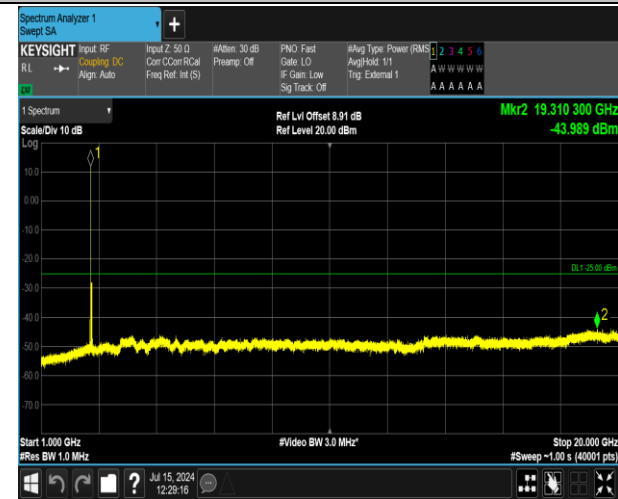 Spectrum Analyzer 1
Swept SA
KEYSIGHT
RL
Input: RF
Coupling: DC
Align: Auto
Input Z: 50 Ω
Corr CCorr RCal
Freq Ref: Int (S)
#Atten: 30 dB
Preamp: Off
PNO: Fast
Gate: LO
IF Gain: Low
Sig Track: Off
#Avg Type: Power (RMS
Avg|Hold: 1/1
Trig: External 1
1 2 3 4 5 6
A W W W W W
A A A A A A
1 Spectrum
Scale/Div 10 dB
Ref Lvl Offset 8.91 dB
Ref Level 20.00 dBm
Mkr2 19.310 300 GHz
-43.989 dBm
Log
1
10.0
0.00
-10.0
-20.0
DL1 -25.00 dBm
-30.0
-40.0
2
-50.0
-60.0
-70.0
Start 1.000 GHz
#Res BW 1.0 MHz
#Video BW 3.0 MHz*
Stop 20.000 GHz
#Sweep ~1.00 s (40001 pts)
?
Jul 15, 2024
12:29:16